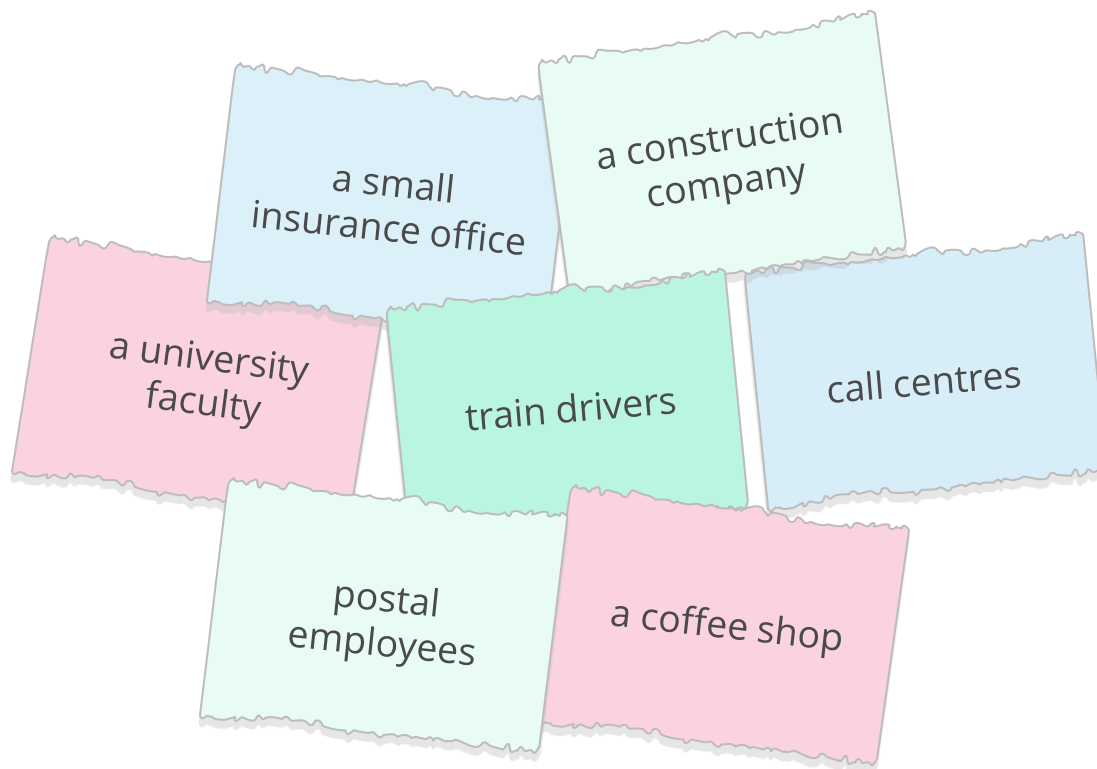 a construction
company
a small
insurance office
a university
faculty
train drivers
call centres
postal
employees
a coffee shop